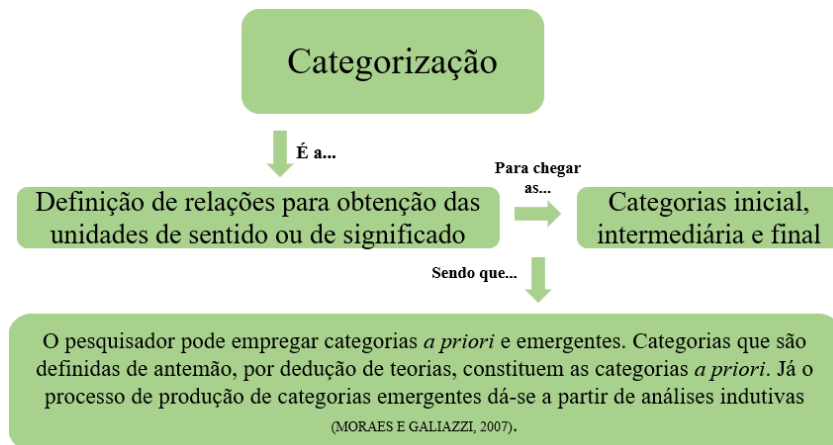 Categorização
É a...
Para chegar
as...
Definição de relações para obtenção das
unidades de sentido ou de significado
Categorias inicial,
intermediária e final
Sendo que...
O pesquisador pode empregar categorias a priori e emergentes. Categorias que são
definidas de antemão, por dedução de teorias, constituem as categorias a priori. Já o
processo de produção de categorias emergentes dá-se a partir de análises indutivas
(MORAES E GALIAZZI, 2007).